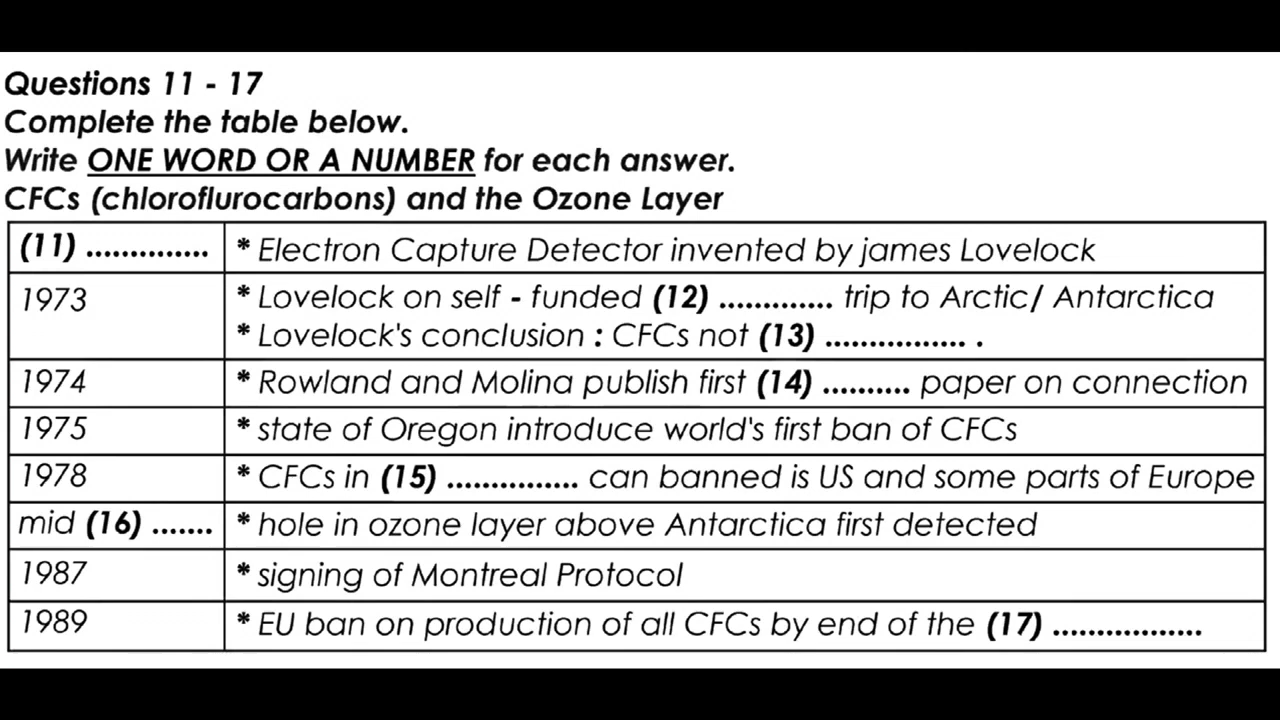 Questions 11 - 17
Complete the table below.
Write ONE WORD OR A NUMBER for each answer.
CFCs (chloroflurocarbons) and the Ozone Layer
(11) .............. * Electron Capture Detector invented by james Lovelock
1973 * Lovelock on self - funded (12) ............. trip to Arctic/ Antarctica
* Lovelock's conclusion : CFCs not (13) ................ .
1974 * Rowland and Molina publish first (14) .......... paper on connection
1975 * state of Oregon introduce world's first ban of CFCs
1978 * CFCs in (15) ............... can banned is US and some parts of Europe
mid (16) ....... * hole in ozone layer above Antarctica first detected
1987 * signing of Montreal Protocol
1989 * EU ban on production of all CFCs by end of the (17) .................